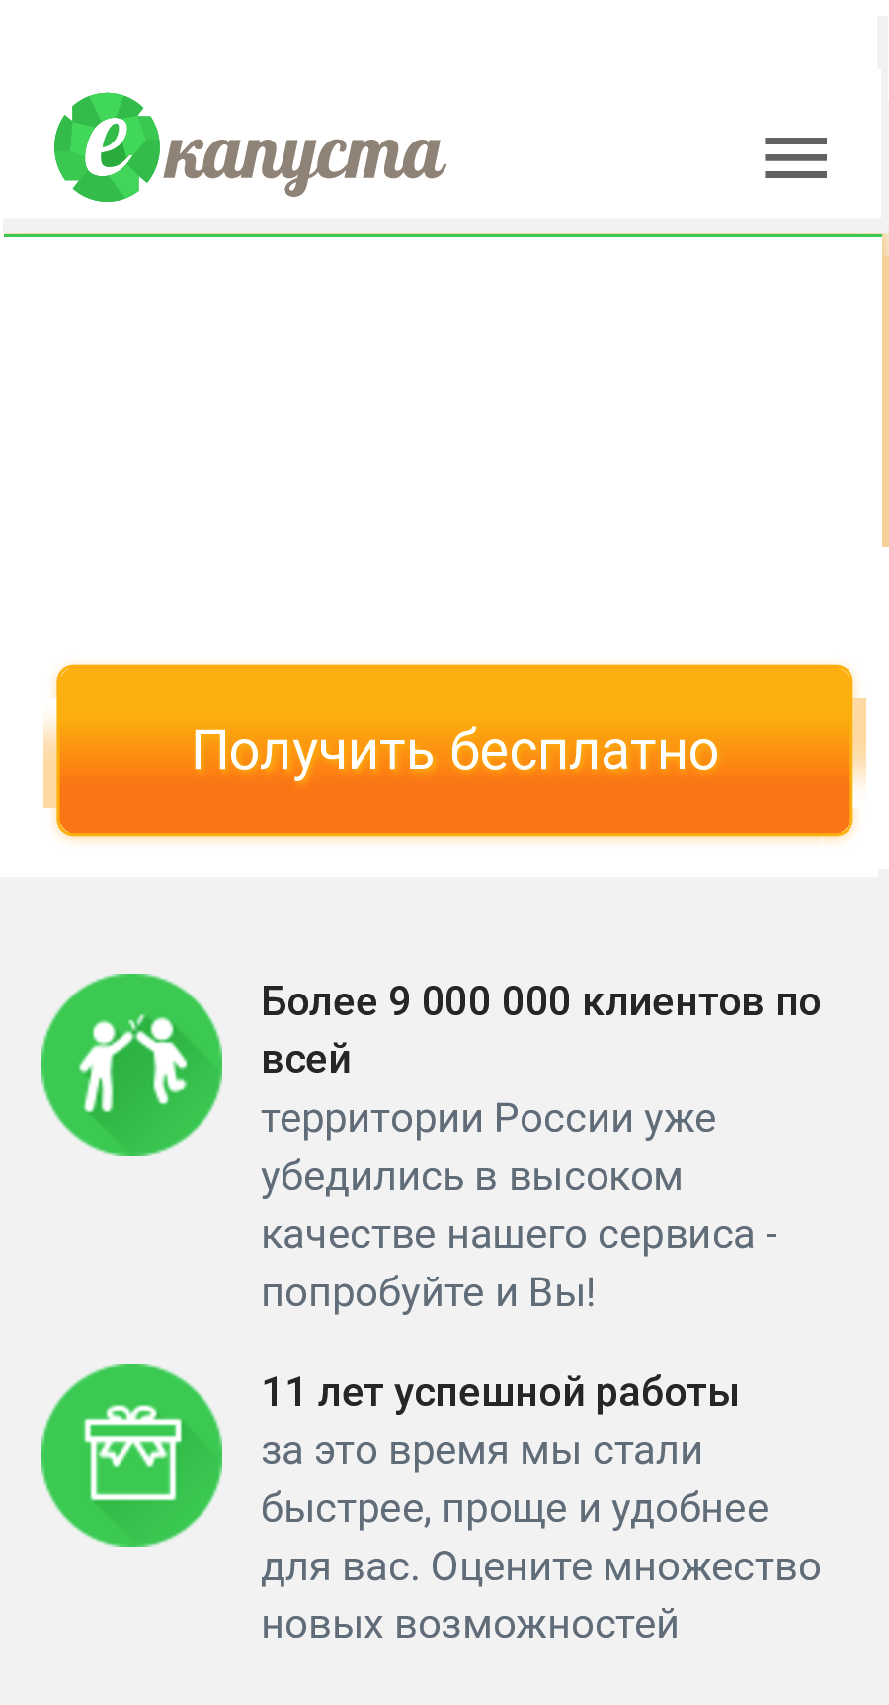 екапуста
Получить бесплатно
Более 9 000 000 клиентов по
всей
территории России уже
убедились в высоком
качестве нашего сервиса -
попробуйте и Вы!
11 лет успешной работы
за это время мы стали
быстрее, проще и удобнее
для вас. Оцените множество
новых возможностей